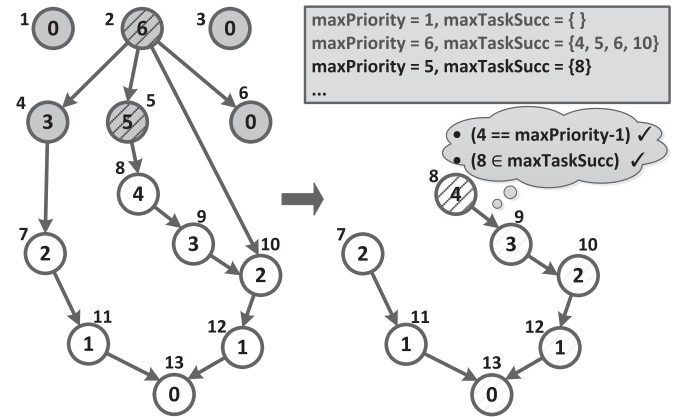 1 0 2 6 3 0
maxPriority = 1, maxTaskSucc = { }
maxPriority = 6, maxTaskSucc = {4, 5, 6, 10}
maxPriority = 5, maxTaskSucc = {8}
...
4 3 5 5 6 0
• (4 == maxPriority-1) ✓
• (8 ∈ maxTaskSucc) ✓
8 4
9 3
7 2
10 2
11 1
12 1
13 0
8 4
9 3
7 2
10 2
11 1
12 1
13 0